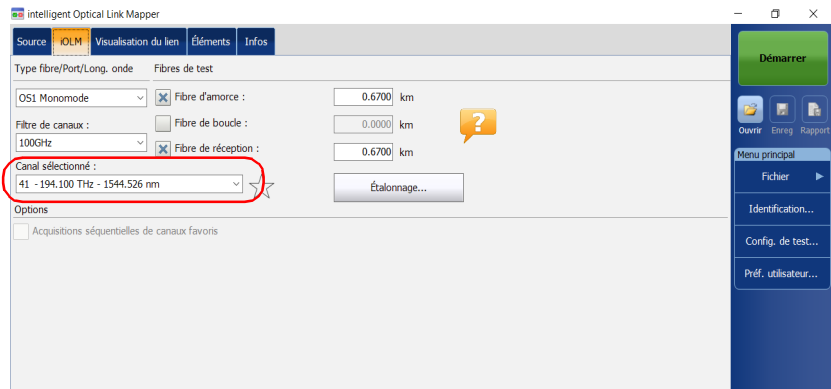 intelligent Optical Link Mapper
Source iOLM Visualisation du lien Éléments Infos
Type fibre/Port/Long. onde Fibres de test
OS1 Monomode
Fibre d'amorce : 0.6700 km
Filtre de canaux :
Fibre de boucle : 0.0000 km
100GHz
Fibre de réception : 0.6700 km
Canal sélectionné :
41 - 194.100 THz - 1544.526 nm
Étalonnage...
Options
Acquisitions séquentielles de canaux favoris
?
Démarrer
Ouvrir Enreg Rapport
Menu principal
Fichier
Identification...
Config. de test...
Préf. utilisateur...